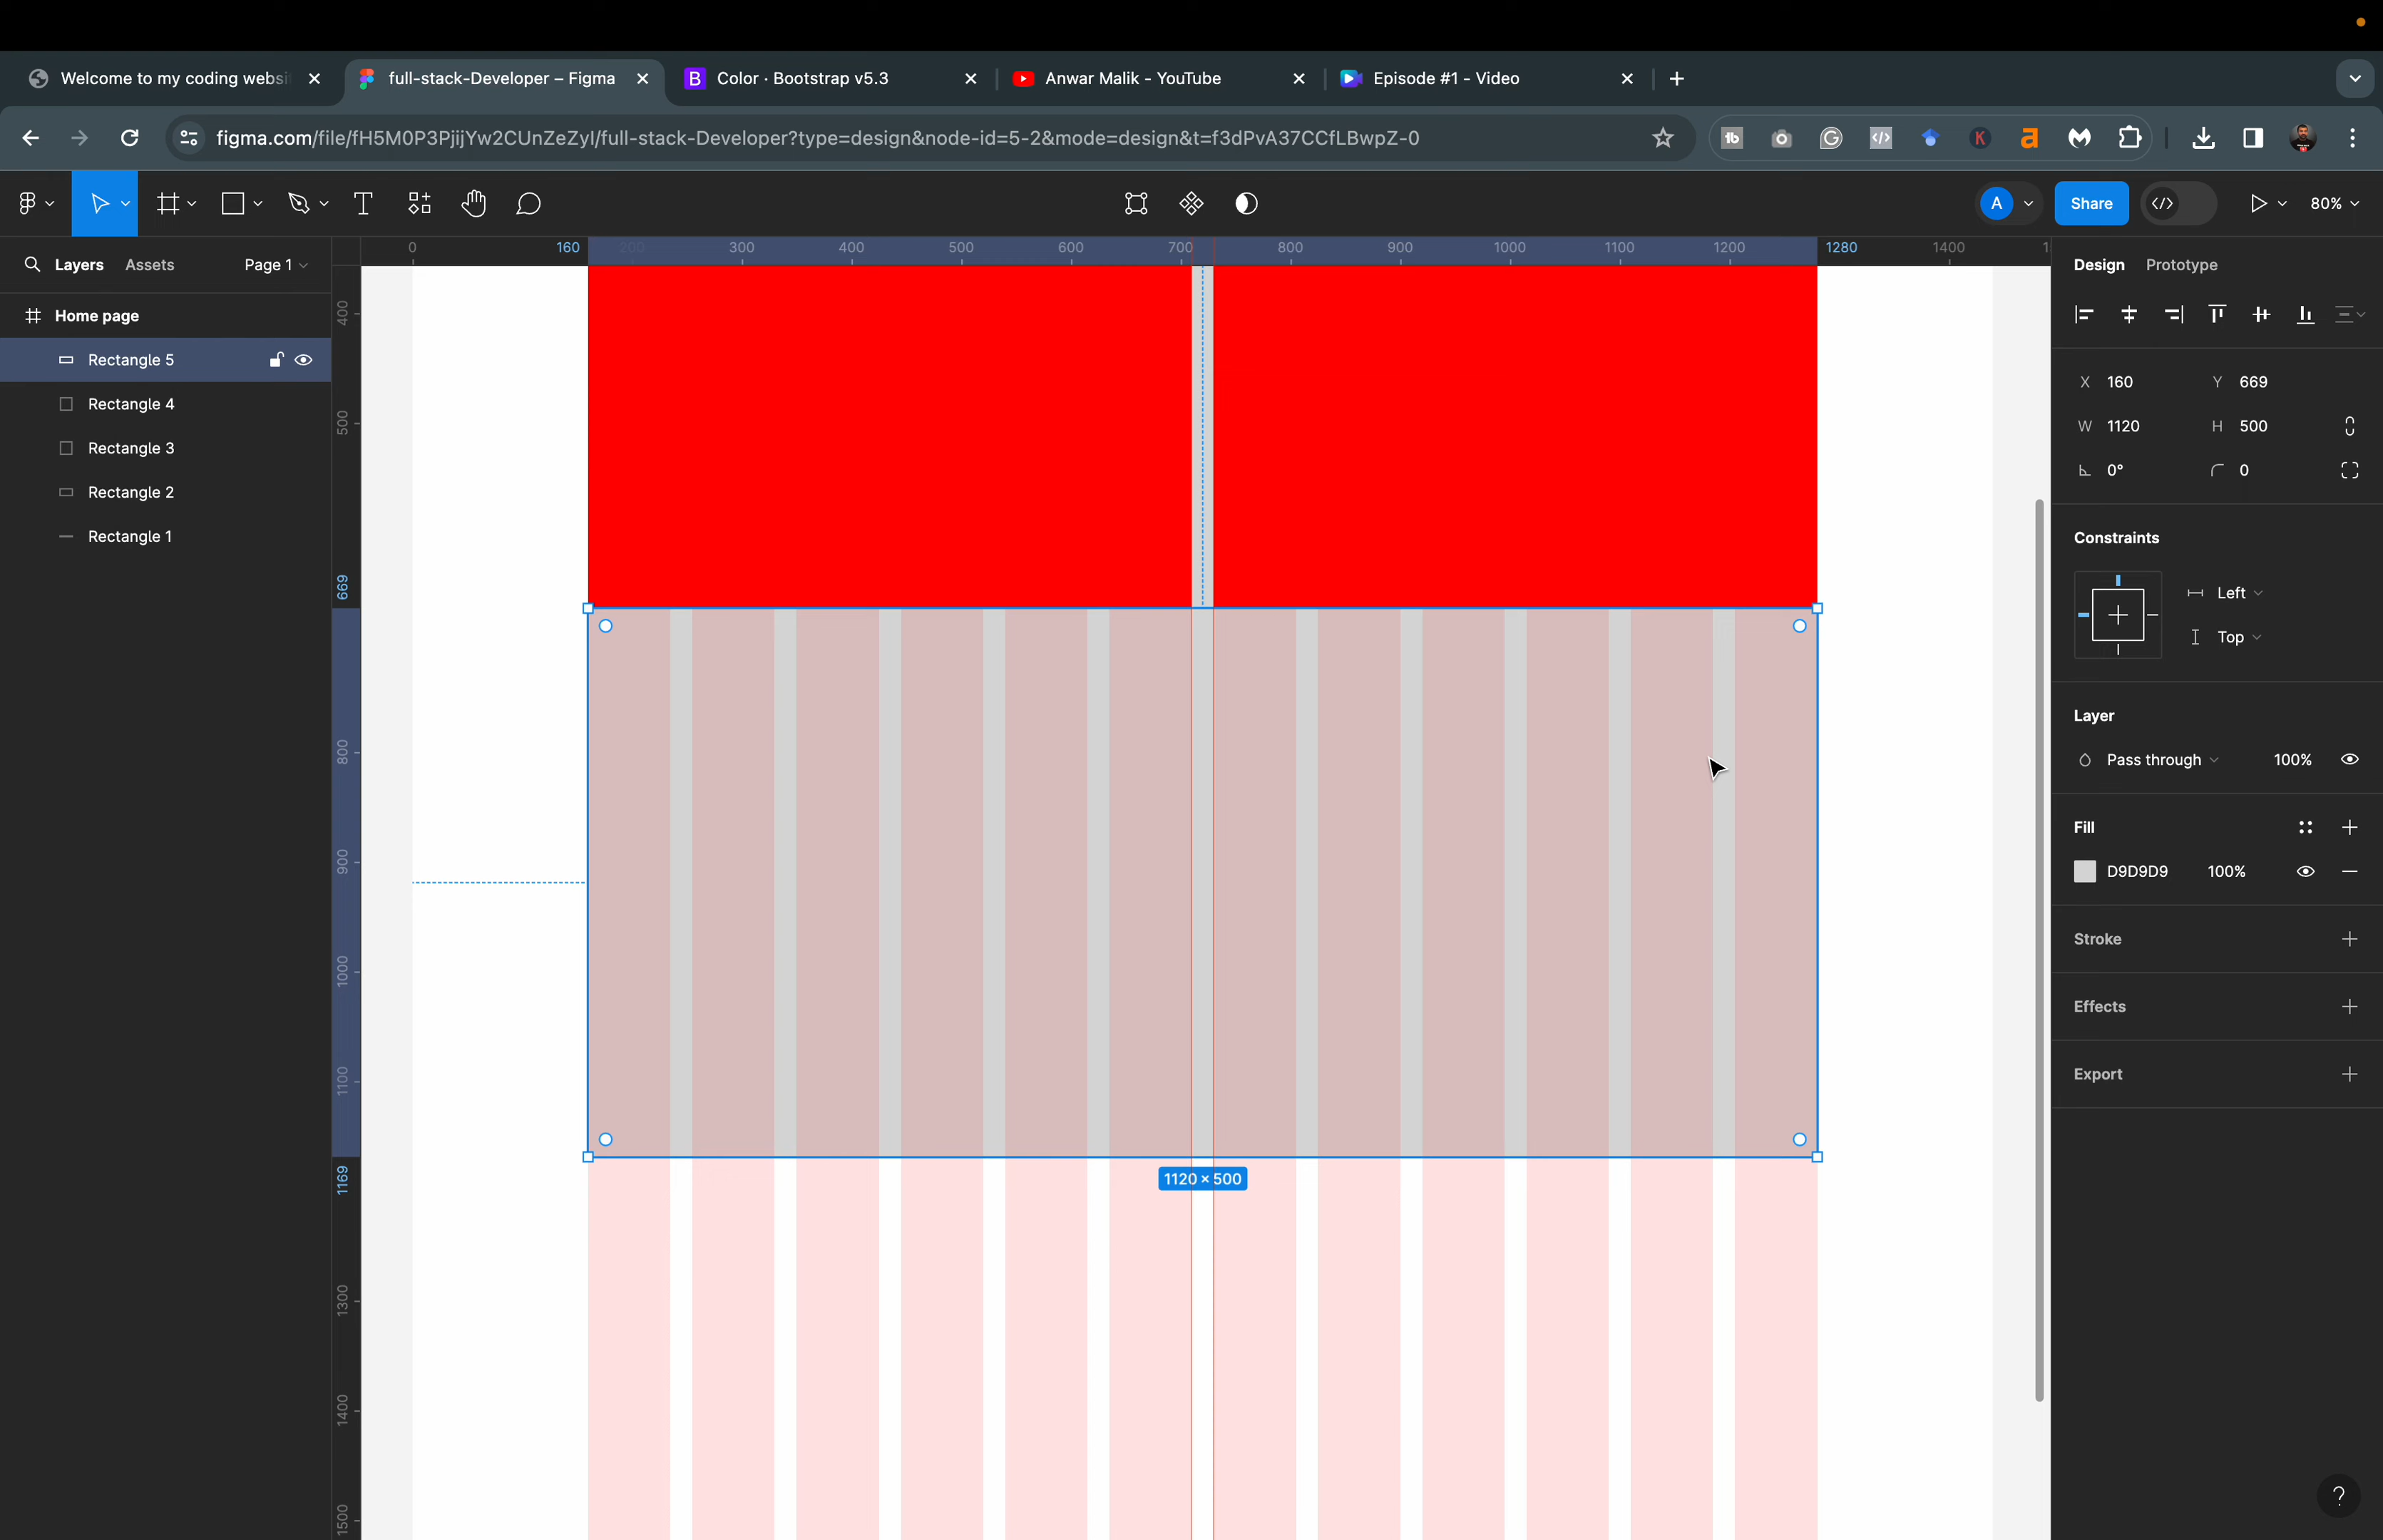 Welcome to my coding websi
full-stack-Developer – Figma
Color · Bootstrap v5.3
Anwar Malik - YouTube
Episode #1 - Video
figma.com/file/fH5M0P3PjijYw2CUnZeZyI/full-stack-Developer?type=design&node-id=5-2&mode=design&t=f3dPvA37CCfLBwpZ-0
A
Share
80%
Layers
Assets
Page 1
0
160
200
300
400
500
600
700
800
900
1000
1100
1200
1280
1400
Design
Prototype
Home page
Rectangle 5
Rectangle 4
Rectangle 3
Rectangle 2
Rectangle 1
400
500
669
800
900
1000
1100
1169
1300
1400
1500
1120 × 500
X 160
Y 669
W 1120
H 500
0°
0
Constraints
Left
Top
Layer
Pass through
100%
Fill
D9D9D9
100%
Stroke
Effects
Export
?